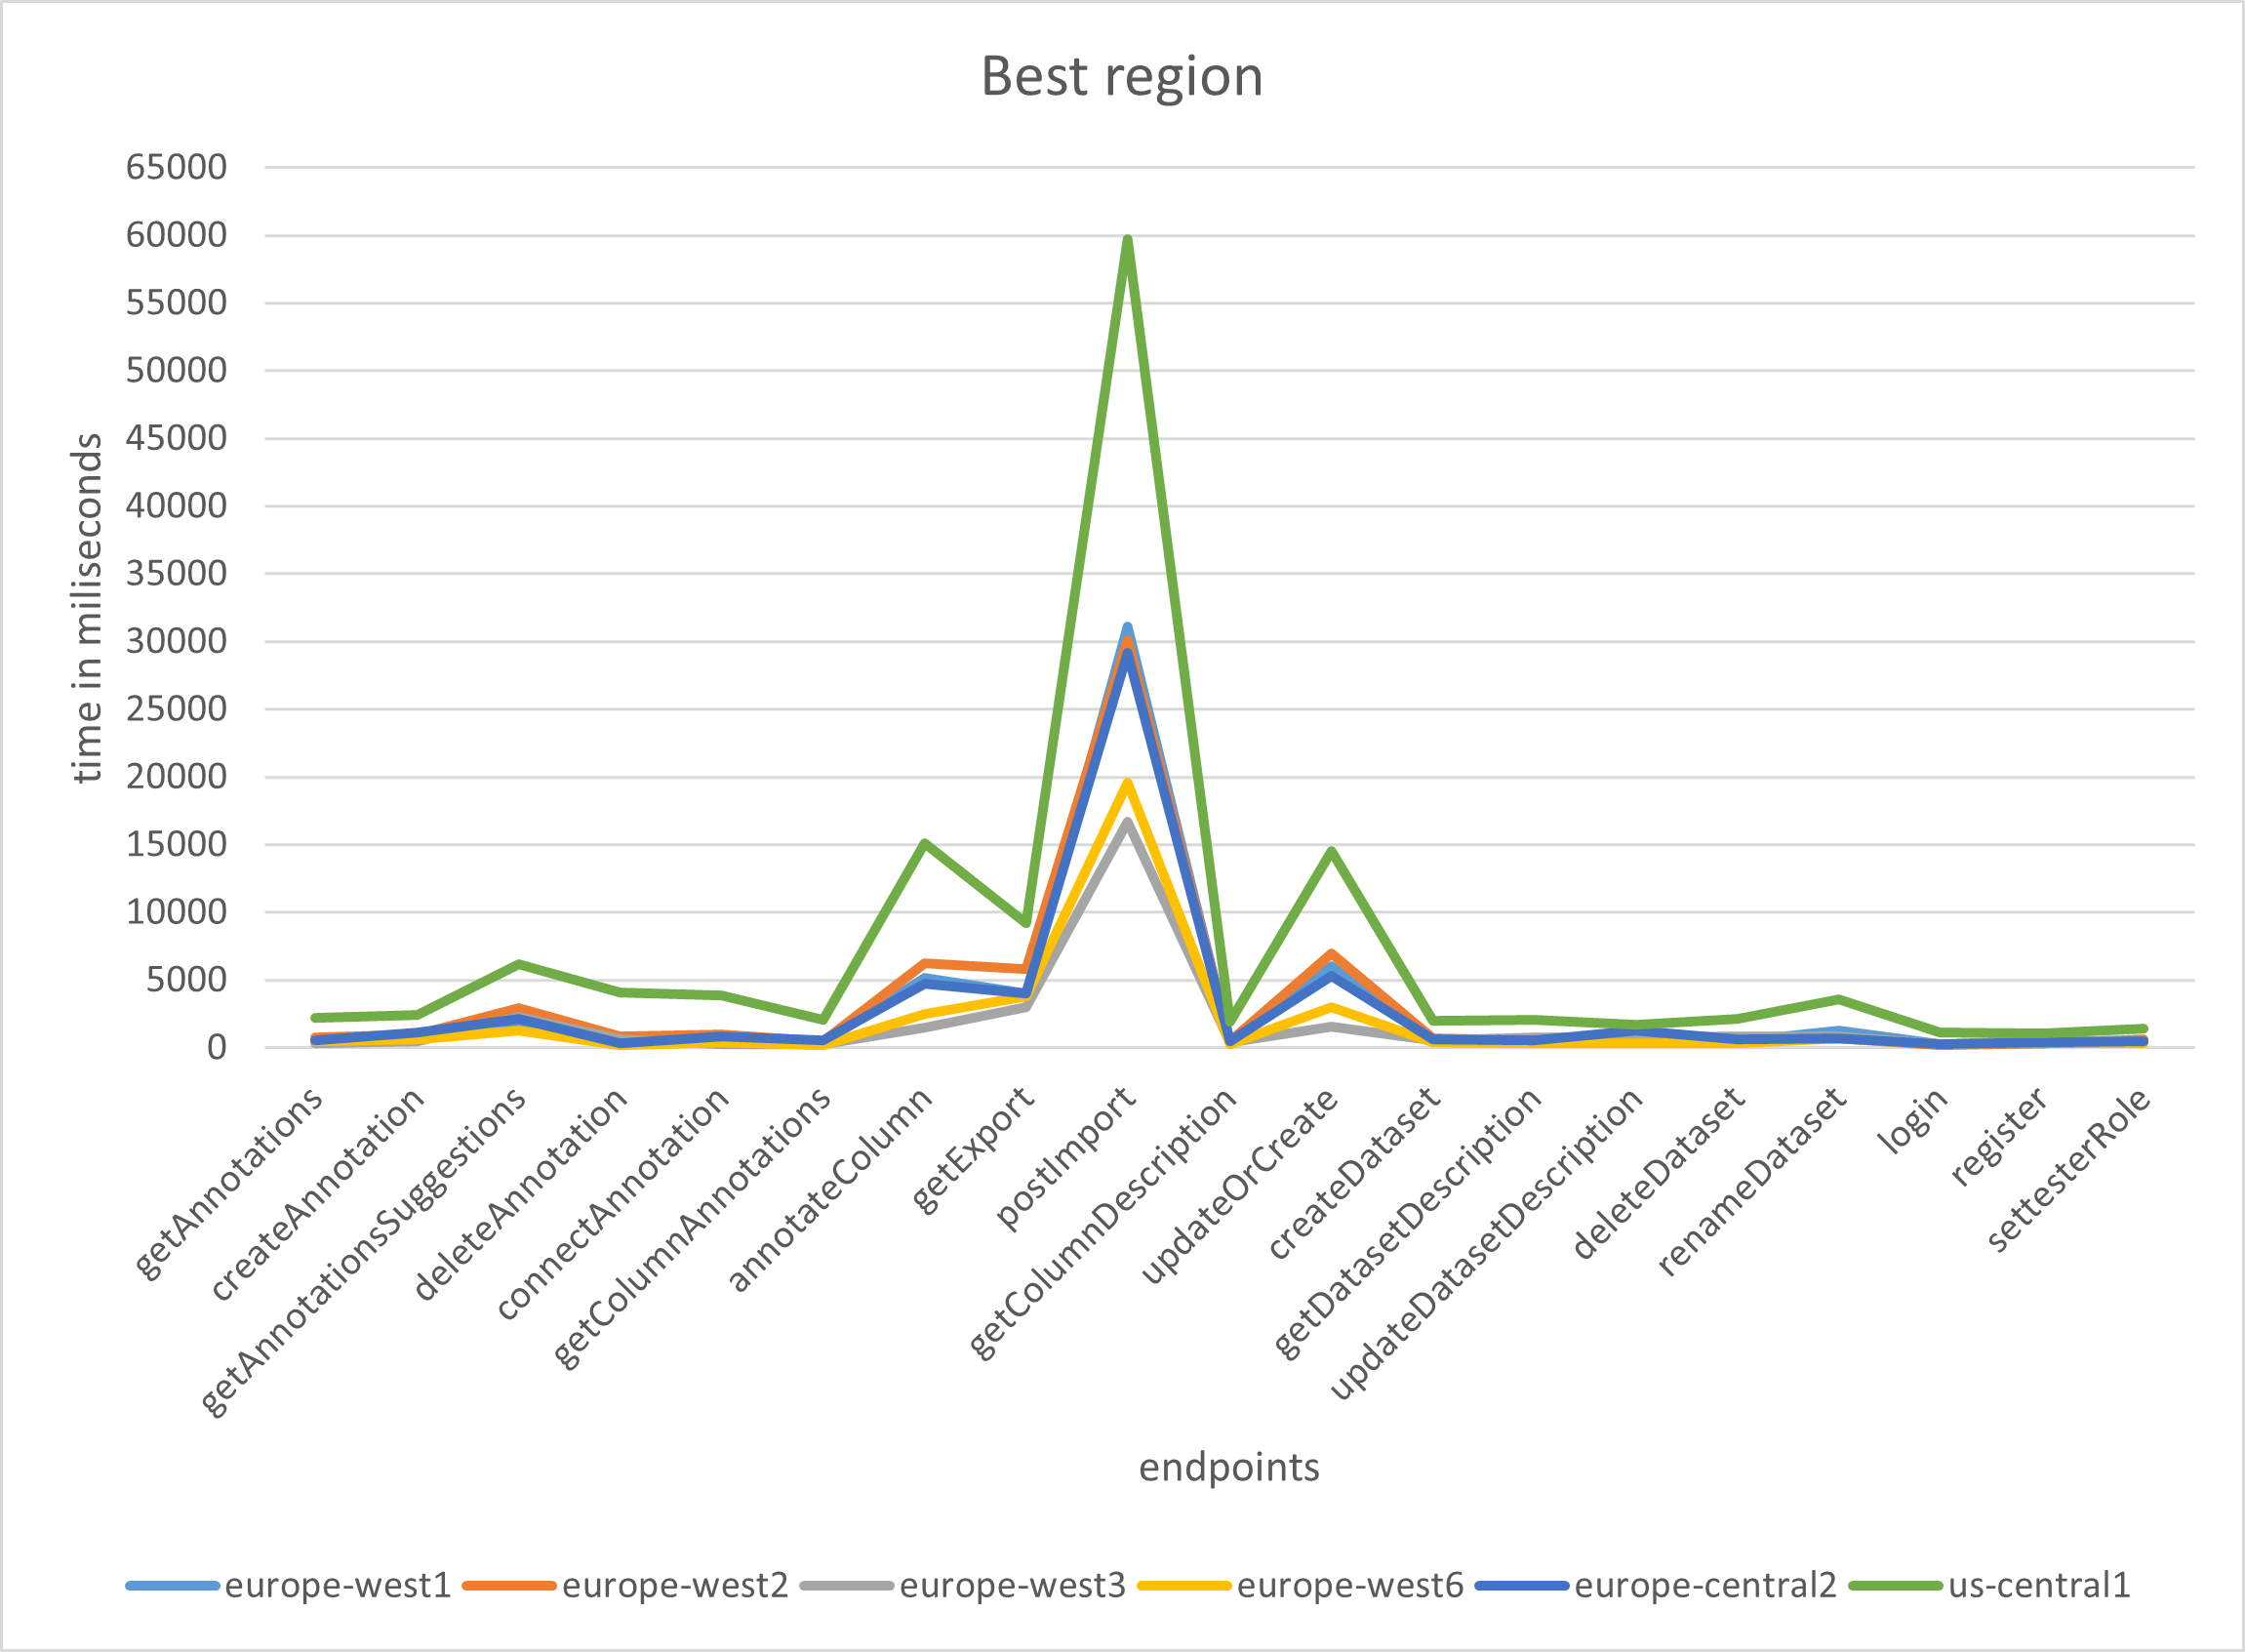 Best region
65000
60000
55000
50000
45000
40000
35000
30000
25000
20000
15000
10000
5000
0
time in miliseconds
getAnnotations
createAnnotation
getAnnotationsSuggestions
deleteAnnotation
connectAnnotation
getColumnAnnotations
annotateColumn
getExport
postImport
getColumnDescription
updateOrCreate
createDataset
getDatasetDescription
updateDatasetDescription
deleteDataset
renameDataset
login
register
settesterRole
endpoints
europe-west1 europe-west2 europe-west3 europe-west6 europe-central2 us-central1